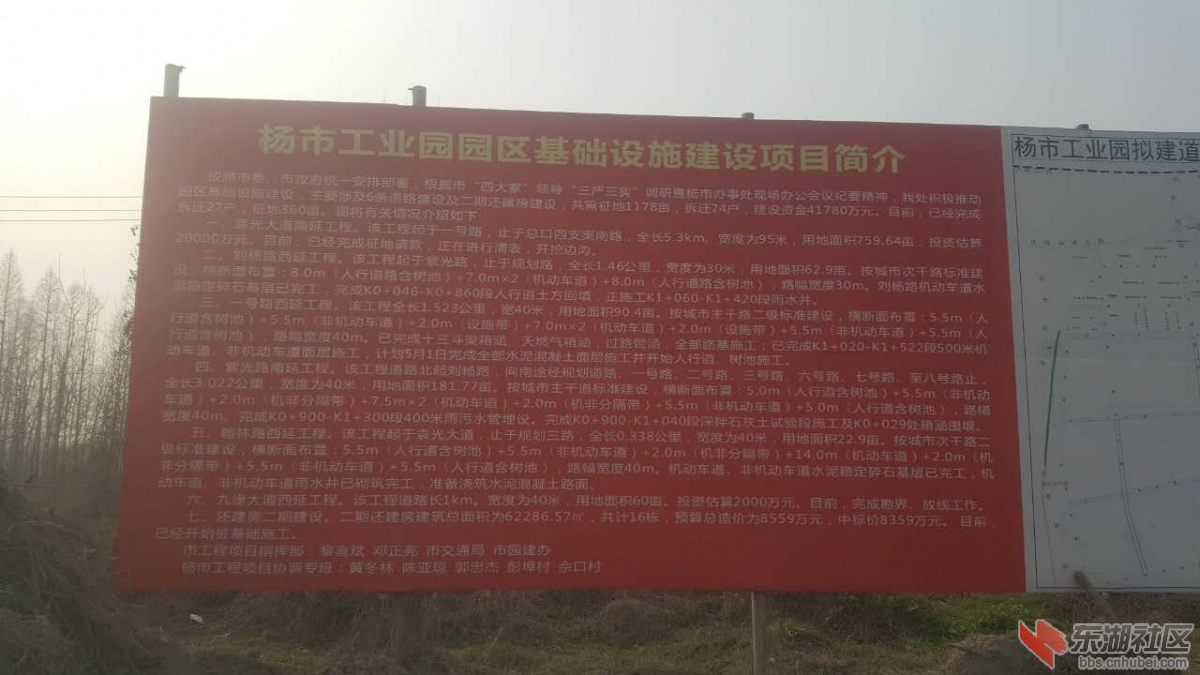 杨市工业园园区基础设施建设项目简介
按照市委、市政府统一安排部署，根据市“四大家”领导“三严三实”调研暨杨市办事处现场办公会议纪要精神，我处积极推动
园区基础设施建设，主要涉及6条道路建设及二期还建房建设，共需征地1178亩，拆迁74户，建设资金41780万元。目前，已经完成
拆迁27户，征地360亩。现将有关情况介绍如下：
一、袁光大道南延工程。该工程起于一号路，止于总口四支渠南路，全长5.3km，宽度为95米，用地面积759.64亩，投资估算
20000万元。目前，已经完成征地请款，正在进行清表，开挖边沟。
二、刘杨路西延工程。该工程起于紫光路，止于规划路，全长1.46公里，宽度为30米，用地面积62.9亩。按城市次干路标准建
设，横断面布置：8.0m（人行道路含树池）+7.0m×2（机动车道）+8.0m（人行道路含树池），路幅宽度30m。刘杨路机动车道水
泥稳定碎石基层已完工，完成K0+046-K0+860段人行道土方回填，正施工K1+060-K1+420段雨水井。
三、一号路西延工程。该工程全长1.523公里，宽40米，用地面积90.4亩。按城市主干路二级标准建设，横断面布置：5.5m（人
行道含树池）+5.5m（非机动车道）+2.0m（设施带）+7.0m×2（机动车道）+2.0m（设施带）+5.5m（非机动车道）+5.5m（人
行道含树池），路幅宽度40m。已完成十三斗渠箱涵、天燃气箱涵，过路管涵，全部路基施工；已完成K1+020-K1+522段500米机
动车道、非机动车道面层施工，计划5月1日完成全部水泥混凝土面层施工并开始人行道、树池施工。
四、紫光路南延工程。该工程道路北起刘杨路，向南途经规划道路、一号路、二号路、三号路、六号路、七号路、至八号路止，
全长3.022公里，宽度为40米，用地面积181.77亩。按城市主干道标准建设，横断面布置：5.0m（人行道含树池）+5.5m（非机动
车道）+2.0m（机非分隔带）+7.5m×2（机动车道）+2.0m（机非分隔带）+5.5m（非机动车道）+5.0m（人行道含树池），路幅
宽度40m。完成K0+900-K1+300段400米雨污水管埋设。完成K0+900-K1+040段深拌石灰土试验段施工及K0+029处箱涵围堰。
五、翰林路西延工程。该工程起于袁光大道，止于规划三路，全长0.338公里，宽度为40米，用地面积22.9亩。按城市次干路二
级标准建设，横断面布置：5.5m（人行道含树池）+5.5m（非机动车道）+2.0m（机非分隔带）+14.0m（机动车道）+2.0m（机
非分隔带）+5.5m（非机动车道）+5.5m（人行道含树池），路幅宽度40m。机动车道、非机动车道水泥稳定碎石基层已完工，机
动车道、非机动车道雨水井已砌筑完工，准备浇筑水泥混凝土路面。
六、九缘大道西延工程。该工程道路长1km。宽度为40米，用地面积60亩。投资估算2000万元。目前，完成勘界、放线工作。
七、还建房二期建设。二期还建房建筑总面积为62286.57㎡，共计16栋，预算总造价为8559万元，中标价8359万元。目前，
已经开始桩基础施工。
市工程项目指挥部：黎嘉斌 邓正亮 市交通局 市园建办
杨市工程项目协调专班：黄冬林 陈亚琼 郭忠杰 彭埠村 佘口村
杨市工业园拟建道
东湖社区
bbs.cnhubei.com